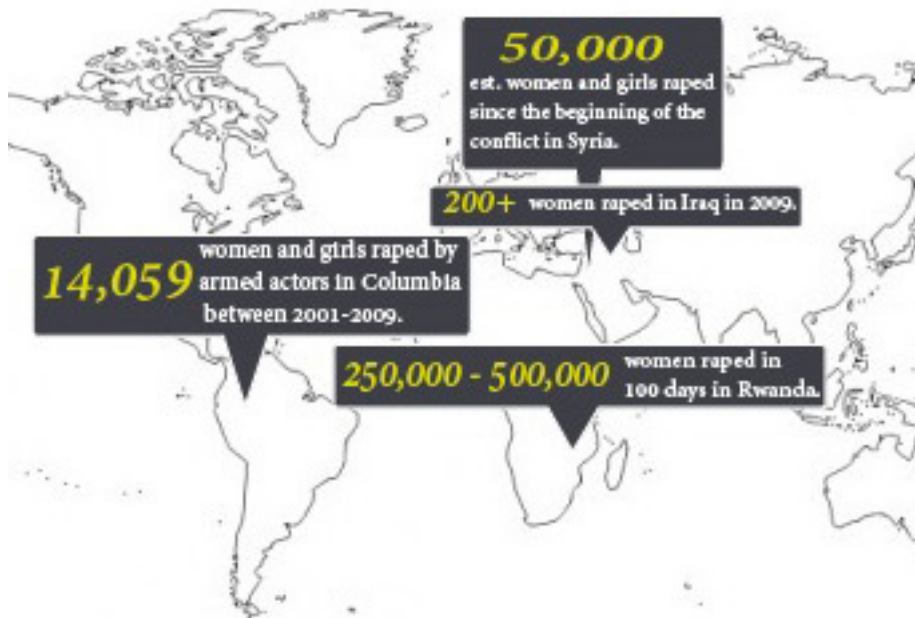 50,000
est. women and girls raped
since the beginning of the
conflict in Syria.
200+ women raped in Iraq in 2009.
14,059
women and girls raped by
armed actors in Columbia
between 2001-2009.
250,000 - 500,000
women raped in
100 days in Rwanda.